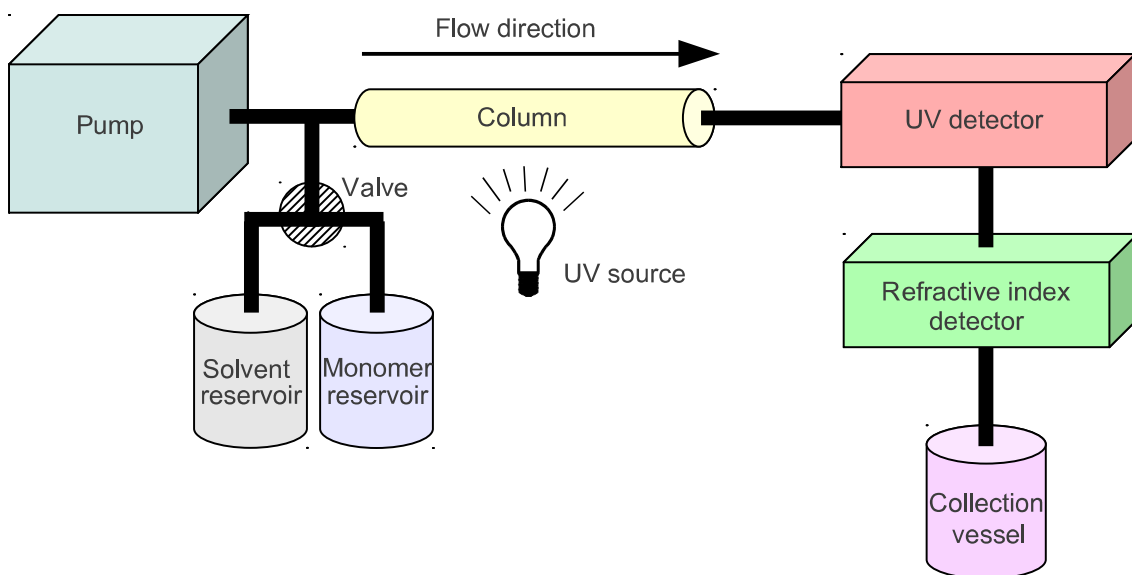 Flow direction
Pump
Column
UV detector
Valve
UV source
Refractive index
detector
Solvent
reservoir
Monomer
reservoir
Collection
vessel